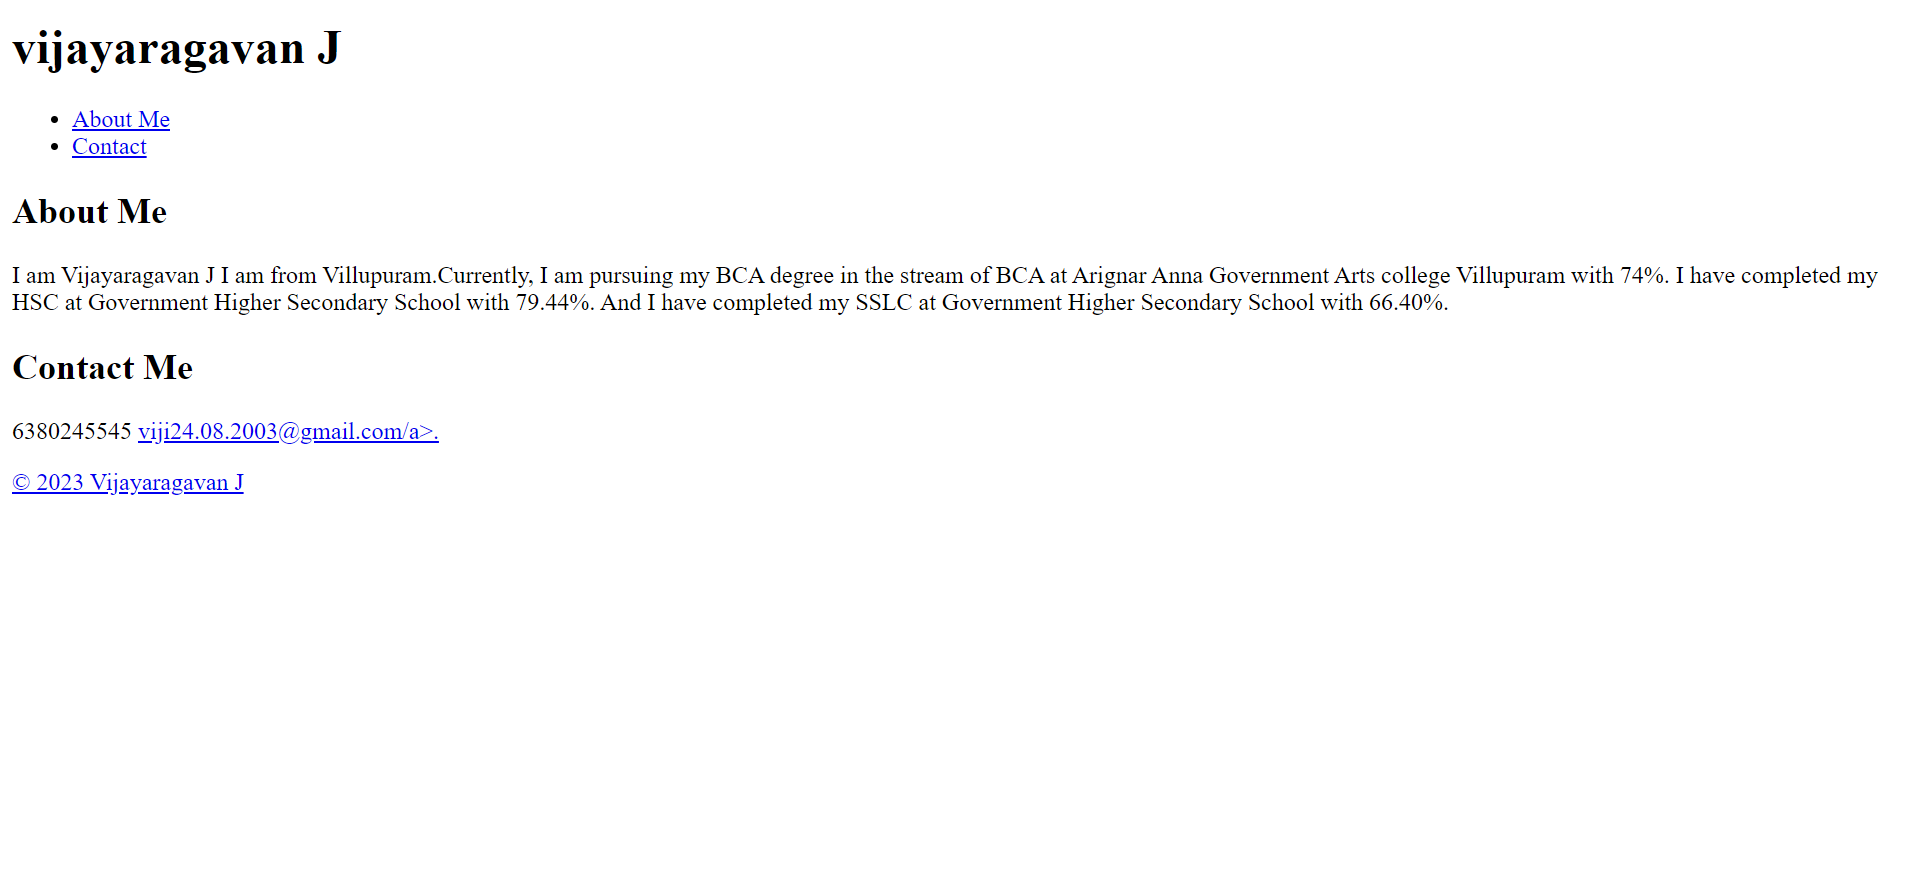 vijayaragavan J
About Me
Contact
About Me
I am Vijayaragavan J I am from Villupuram.Currently, I am pursuing my BCA degree in the stream of BCA at Arignar Anna Government Arts college Villupuram with 74%. I have completed my
HSC at Government Higher Secondary School with 79.44%. And I have completed my SSLC at Government Higher Secondary School with 66.40%.
Contact Me
6380245545 viji24.08.2003@gmail.com/a>.
© 2023 Vijayaragavan J